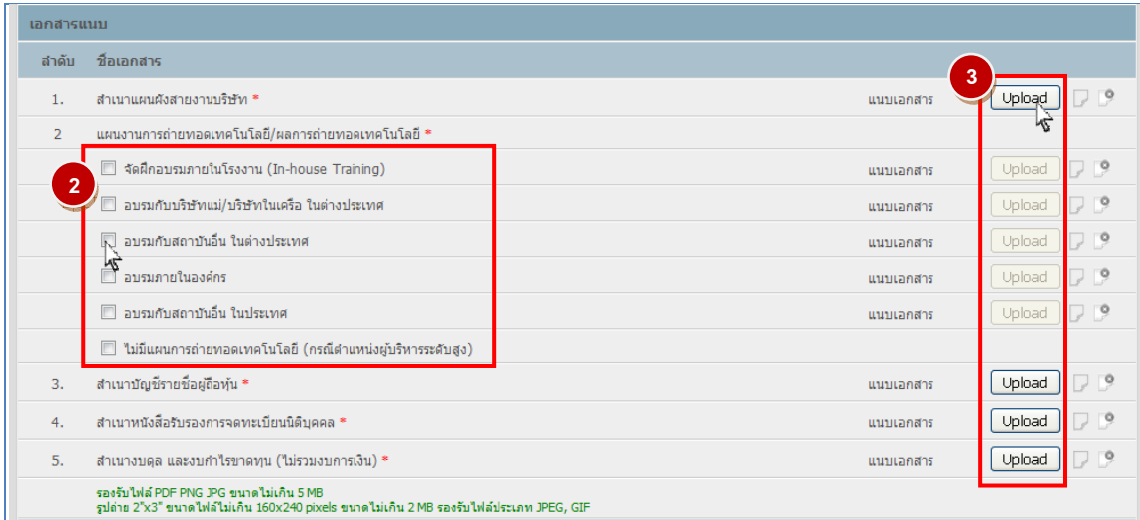 เอกสารแนบ
ลำดับ ชื่อเอกสาร
3
1. สำเนาแผนผังสายงานบริษัท * แนบเอกสาร Upload
2 แผนงานการถ่ายทอดเทคโนโลยี/ผลการถ่ายทอดเทคโนโลยี *
2
จัดฝึกอบรมภายในโรงงาน (In-house Training) แนบเอกสาร Upload
อบรมกับบริษัทแม่/บริษัทในเครือ ในต่างประเทศ แนบเอกสาร Upload
อบรมกับสถาบันอื่น ในต่างประเทศ แนบเอกสาร Upload
อบรมภายในองค์กร แนบเอกสาร Upload
อบรมกับสถาบันอื่น ในประเทศ แนบเอกสาร Upload
ไม่มีแผนการถ่ายทอดเทคโนโลยี (กรณีตำแหน่งผู้บริหารระดับสูง)
3. สำเนาบัญชีรายชื่อผู้ถือหุ้น * แนบเอกสาร Upload
4. สำเนาหนังสือรับรองการจดทะเบียนนิติบุคคล * แนบเอกสาร Upload
5. สำเนางบดุล และงบกำไรขาดทุน (ไม่รวมงบการเงิน) * แนบเอกสาร Upload
รองรับไฟล์ PDF PNG JPG ขนาดไม่เกิน 5 MB
รูปถ่าย 2"x3" ขนาดไฟล์ไม่เกิน 160x240 pixels ขนาดไม่เกิน 2 MB รองรับไฟล์ประเภท JPEG, GIF